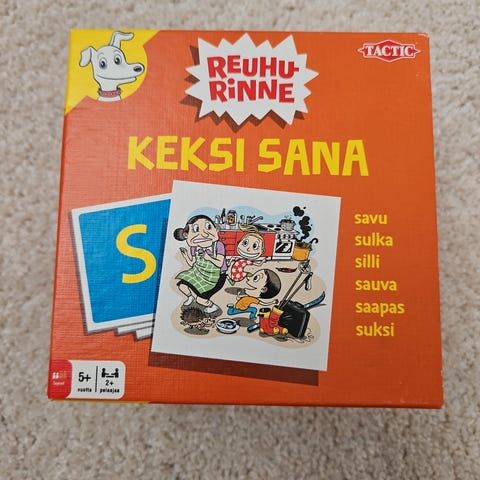 REUHU-
RINNE
TACTIC
KEKSI SANA
S
savu
sulka
silli
sauva
saapas
suksi
5+
vuotta
2+
pelaajaa